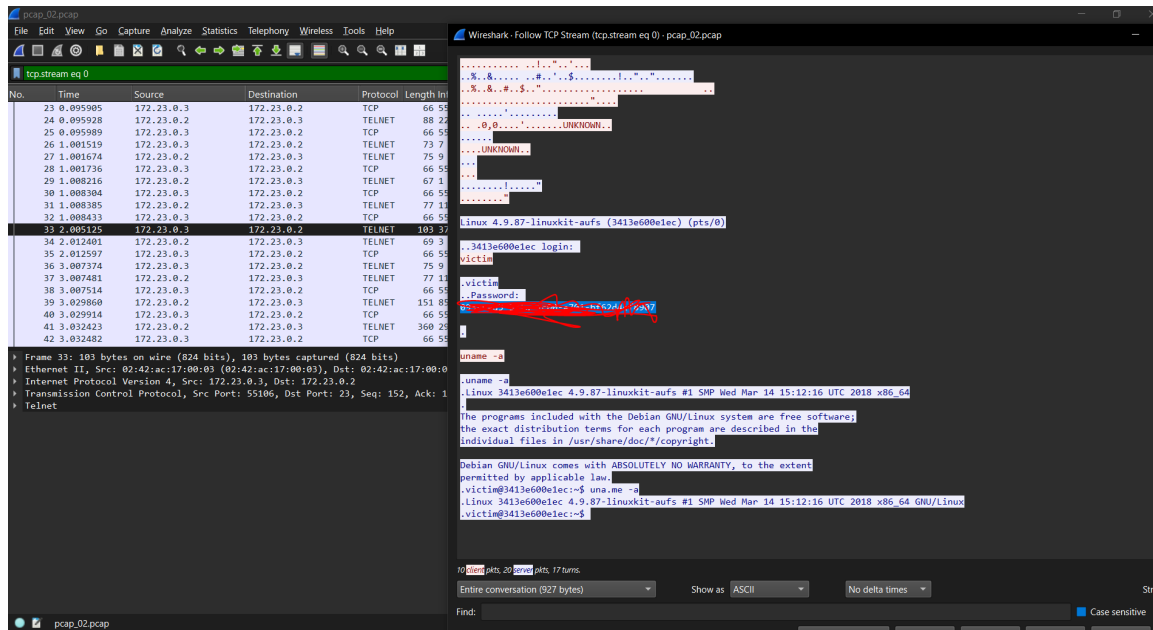 pcap_02.pcap
File Edit View Go Capture Analyze Statistics Telephony Wireless Tools Help
tcp.stream eq 0
No. Time Source Destination Protocol Length
23 0.095905 172.23.0.3 172.23.0.2 TCP 66 55
24 0.095928 172.23.0.2 172.23.0.3 TELNET 88 22
25 0.095989 172.23.0.3 172.23.0.2 TCP 66 55
26 1.001519 172.23.0.3 172.23.0.2 TELNET 73 7
27 1.001674 172.23.0.2 172.23.0.3 TELNET 75 9
28 1.001736 172.23.0.3 172.23.0.2 TCP 66 55
29 1.008216 172.23.0.2 172.23.0.3 TELNET 67 1
30 1.008304 172.23.0.3 172.23.0.2 TCP 66 55
31 1.008385 172.23.0.2 172.23.0.3 TELNET 77 11
32 1.008433 172.23.0.3 172.23.0.2 TCP 66 55
33 2.005125 172.23.0.3 172.23.0.2 TELNET 103 37
34 2.012401 172.23.0.2 172.23.0.3 TELNET 69 3
35 2.012597 172.23.0.3 172.23.0.2 TCP 66 55
36 3.007374 172.23.0.3 172.23.0.2 TELNET 75 9
37 3.007481 172.23.0.2 172.23.0.3 TELNET 77 11
38 3.007514 172.23.0.3 172.23.0.2 TCP 66 55
39 3.029860 172.23.0.2 172.23.0.3 TELNET 151 85
40 3.029914 172.23.0.3 172.23.0.2 TCP 66 55
41 3.032423 172.23.0.2 172.23.0.3 TELNET 360 29
42 3.032482 172.23.0.3 172.23.0.2 TCP 66 55
Frame 33: 103 bytes on wire (824 bits), 103 bytes captured (824 bits)
Ethernet II, Src: 02:42:ac:17:00:03 (02:42:ac:17:00:03), Dst: 02:42:ac:17:00:0
Internet Protocol Version 4, Src: 172.23.0.3, Dst: 172.23.0.2
Transmission Control Protocol, Src Port: 55106, Dst Port: 23, Seq: 152, Ack: 1
Telnet
pcap_02.pcap
Wireshark · Follow TCP Stream (tcp.stream eq 0) · pcap_02.pcap
........... ..!.."..'...
..%..&..... ..#..'..$........!.."..".......
..%..&..#..$..".................... ..
.........................."....
.. .....'.........
.. .0,0....'.......UNKNOWN..
......
....UNKNOWN..
...
...
........!....."
........"
Linux 4.9.87-linuxkit-aufs (3413e600e1ec) (pts/0)
..3413e600e1ec login:
victim
.victim
..Password:
.
uname -a
.uname -a
.Linux 3413e600e1ec 4.9.87-linuxkit-aufs #1 SMP Wed Mar 14 15:12:16 UTC 2018 x86_64
.
The programs included with the Debian GNU/Linux system are free software;
the exact distribution terms for each program are described in the
individual files in /usr/share/doc/*/copyright.
Debian GNU/Linux comes with ABSOLUTELY NO WARRANTY, to the extent
permitted by applicable law.
.victim@3413e600e1ec:~$ una.me -a
.Linux 3413e600e1ec 4.9.87-linuxkit-aufs #1 SMP Wed Mar 14 15:12:16 UTC 2018 x86_64 GNU/Linux
.victim@3413e600e1ec:~$
10 client pkts, 20 server pkts, 17 turns.
Entire conversation (927 bytes) Show as ASCII No delta times
Find: Case sensitive